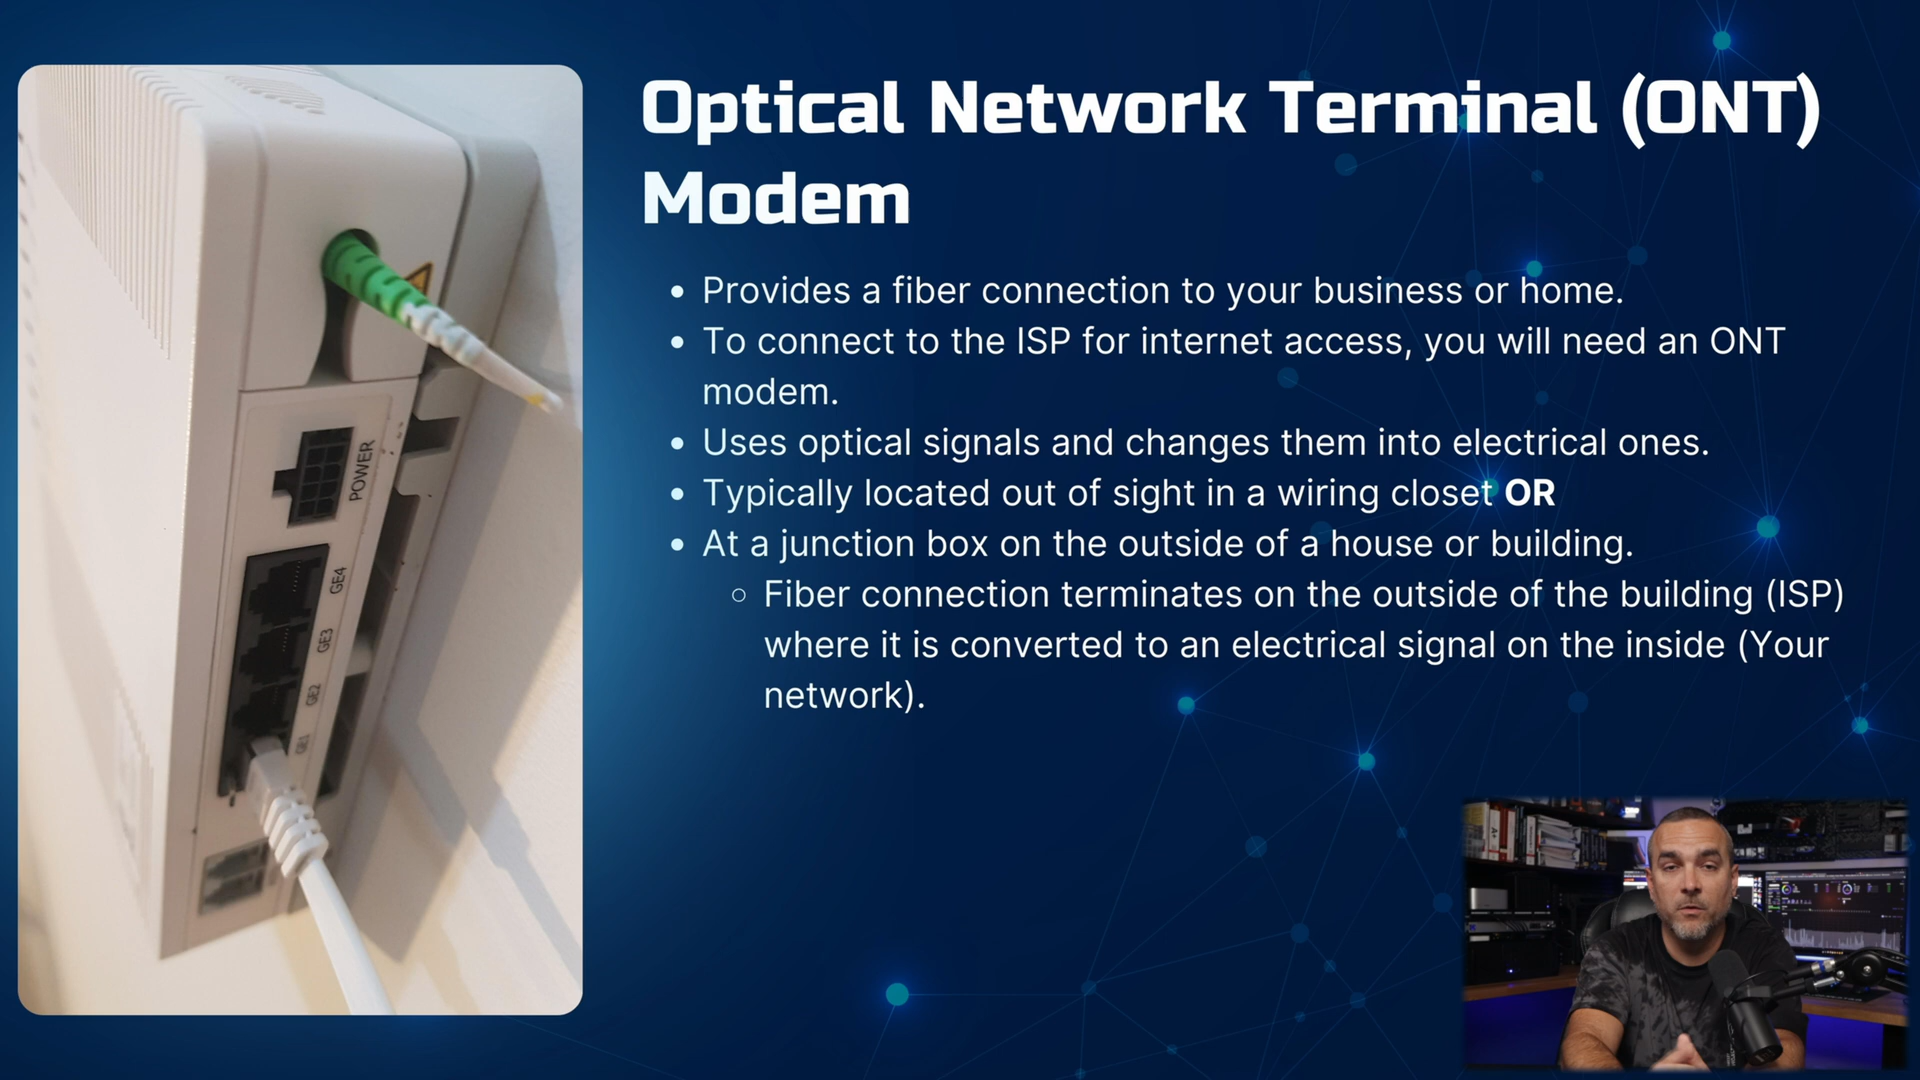 Optical Network Terminal (ONT)
Modem
• Provides a fiber connection to your business or home.
• To connect to the ISP for internet access, you will need an ONT
modem.
• Uses optical signals and changes them into electrical ones.
• Typically located out of sight in a wiring closet OR
• At a junction box on the outside of a house or building.
○ Fiber connection terminates on the outside of the building (ISP)
where it is converted to an electrical signal on the inside (Your
network).
POWER
GE4
GE3
GE2
GE1
A+